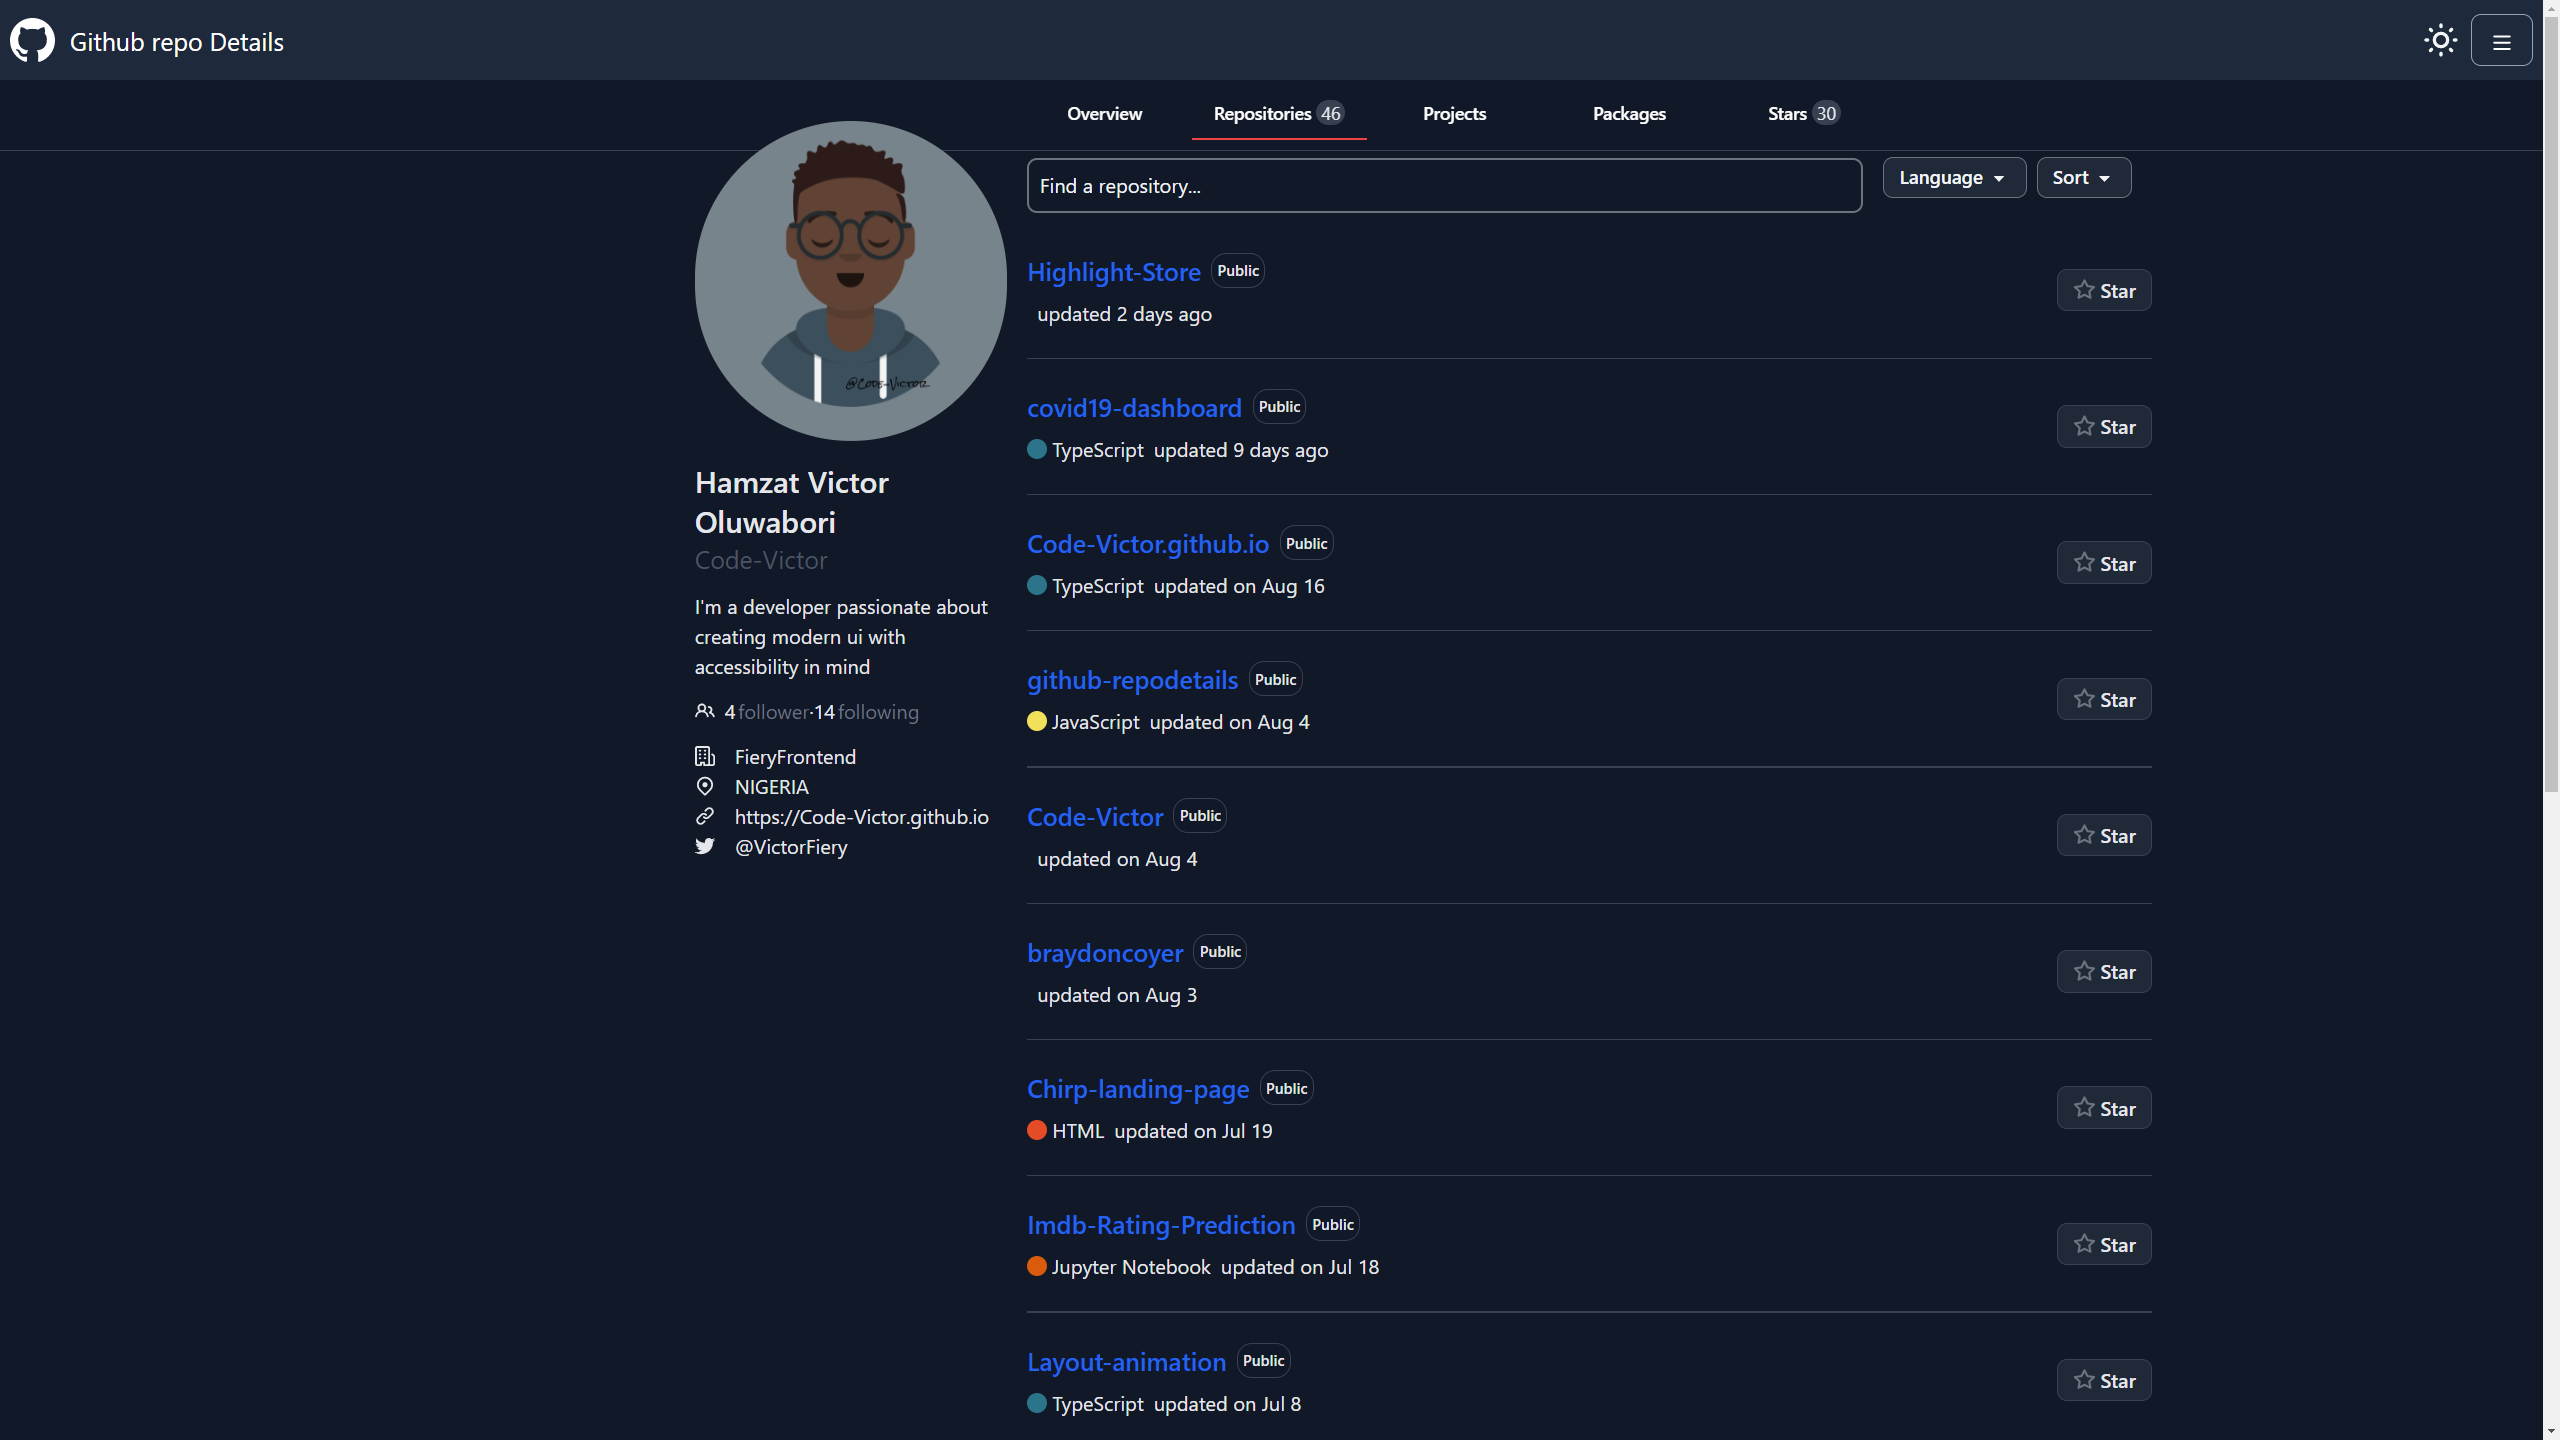 Github repo Details
Overview Repositories 46 Projects Packages Stars 30
Find a repository...
Language Sort
@Code-Victor
Hamzat Victor
Oluwabori
Code-Victor
I'm a developer passionate about
creating modern ui with
accessibility in mind
4 follower·14 following
FieryFrontend
NIGERIA
https://Code-Victor.github.io
@VictorFiery
Highlight-Store Public
updated 2 days ago
Star
covid19-dashboard Public
TypeScript updated 9 days ago
Star
Code-Victor.github.io Public
TypeScript updated on Aug 16
Star
github-repodetails Public
JavaScript updated on Aug 4
Star
Code-Victor Public
updated on Aug 4
Star
braydoncoyer Public
updated on Aug 3
Star
Chirp-landing-page Public
HTML updated on Jul 19
Star
Imdb-Rating-Prediction Public
Jupyter Notebook updated on Jul 18
Star
Layout-animation Public
TypeScript updated on Jul 8
Star